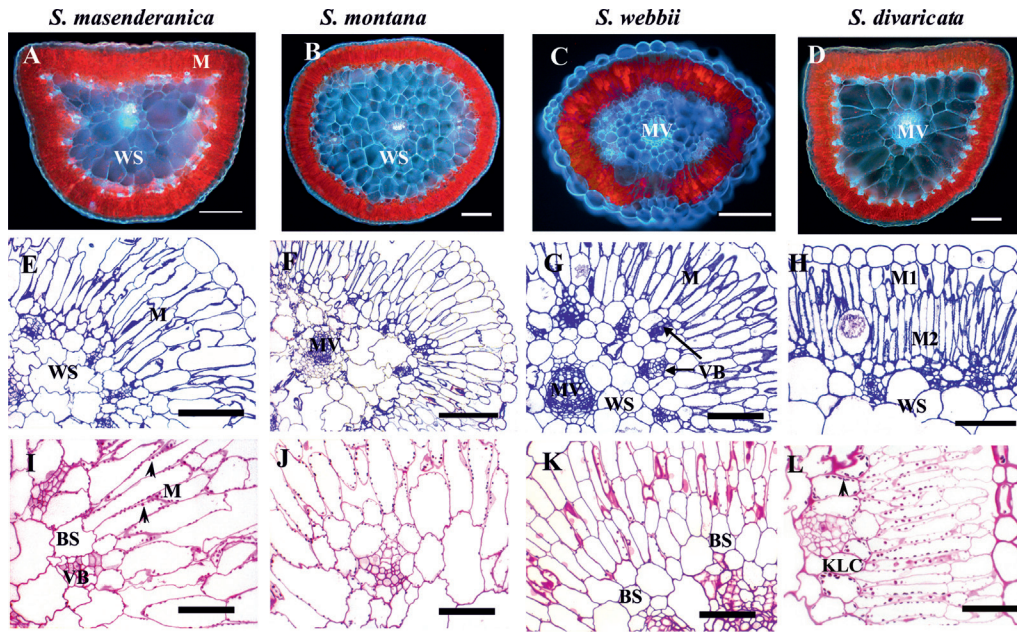 S. masenderanica S. montana S. webbii S. divaricata
A M WS
B WS
C MV
D MV
E M WS
F MV
G M VB MV WS
H M1 M2 WS
I M BS VB
J
K BS BS
L KLC